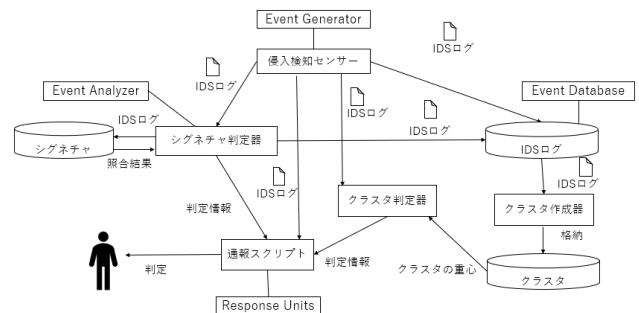 Event Generator
IDSログ
侵入検知センサー
IDSログ
Event Analyzer
Event Database
IDSログ
IDSログ
IDSログ
シグネチャ
シグネチャ判定器
IDSログ
照合結果
IDSログ
IDSログ
クラスタ判定器
クラスタ作成器
判定情報
格納
通報スクリプト
判定
判定情報
クラスタの重心
クラスタ
Response Units